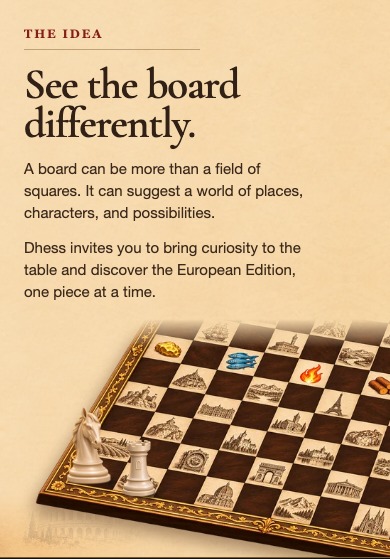 THE IDEA
See the board
differently.
A board can be more than a field of
squares. It can suggest a world of places,
characters, and possibilities.
Dhess invites you to bring curiosity to the
table and discover the European Edition,
one piece at a time.